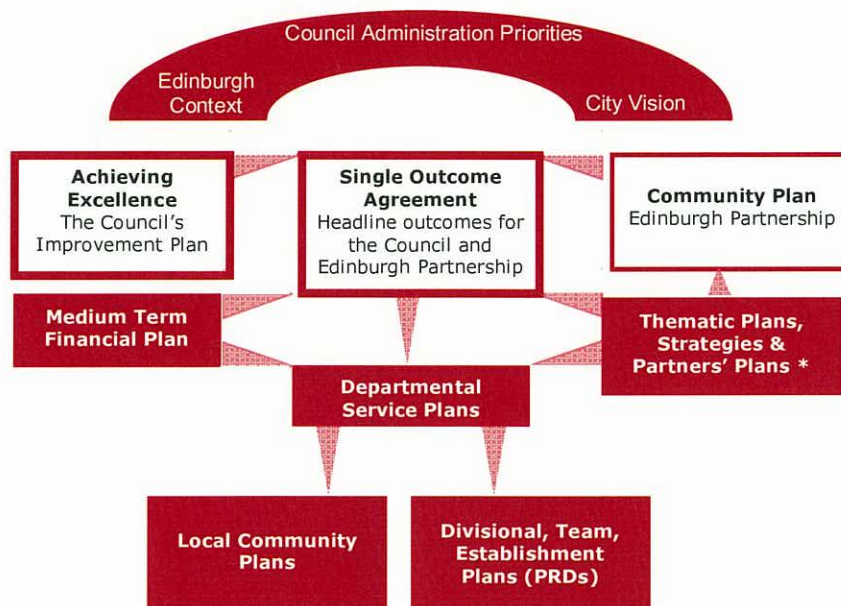 Council Administration Priorities
Edinburgh
Context
City Vision
Achieving
Excellence
The Council's
Improvement Plan
Single Outcome
Agreement
Headline outcomes for
the Council and
Edinburgh Partnership
Community Plan
Edinburgh Partnership
Medium Term
Financial Plan
Thematic Plans,
Strategies &
Partners' Plans *
Departmental
Service Plans
Local Community
Plans
Divisional, Team,
Establishment
Plans (PRDs)